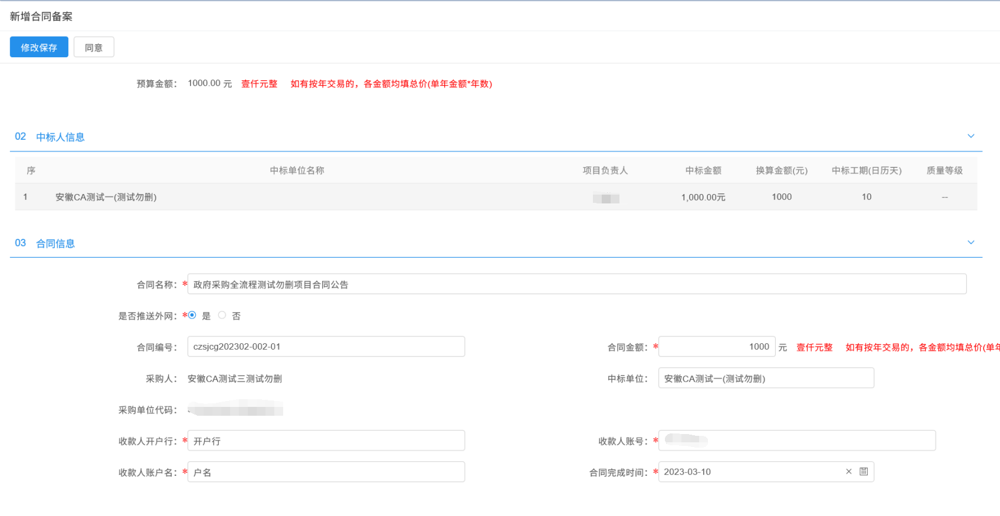 新增合同备案
修改保存 同意
预算金额： 1000.00 元 壹仟元整 如有按年交易的，各金额均填总价(单年金额*年数)
02 中标人信息
序 中标单位名称 项目负责人 中标金额 换算金额(元) 中标工期(日历天) 质量等级
1 安徽CA测试一(测试勿删) 1,000.00元 1000 10 --
03 合同信息
合同名称：* 政府采购全流程测试勿删项目合同公告
是否推送外网：* 是 否
合同编号： czsjcg202302-002-01 合同金额：* 1000 元 壹仟元整 如有按年交易的，各金额均填总价(单年
采购人： 安徽CA测试三测试勿删 中标单位： 安徽CA测试一(测试勿删)
采购单位代码：
收款人开户行：* 开户行 收款人账号：*
收款人账户名：* 户名 合同完成时间：* 2023-03-10